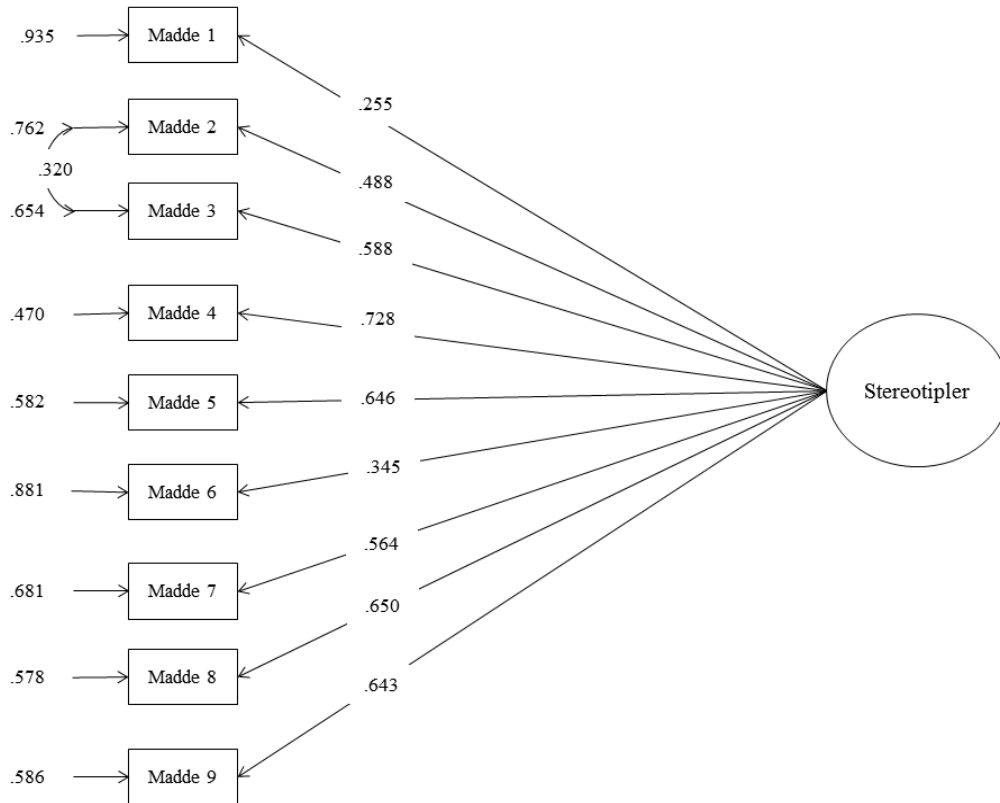 .935
Madde 1
.255
.762
Madde 2
.320
.488
.654
Madde 3
.588
.470
Madde 4
.728
Stereotipler
.582
Madde 5
.646
.881
Madde 6
.345
.681
Madde 7
.564
.578
Madde 8
.650
.643
.586
Madde 9